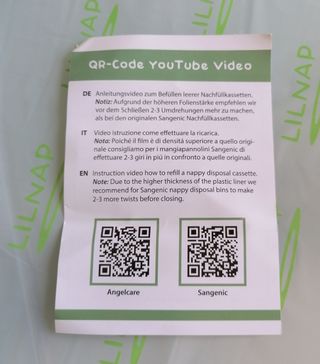 QR-Code YouTube Video
DE Anleitungsvideo zum Befüllen leerer Nachfüllkassetten.
Notiz: Aufgrund der höheren Folienstärke empfehlen wir
vor dem Schließen 2-3 Umdrehungen mehr zu machen,
als bei den originalen Sangenic Nachfüllkassetten.
IT Video istruzione come effettuare la ricarica.
Nota: Poiché il film è di densità superiore a quello origi-
nale consigliamo per i mangiapannolini Sangenic di
effettuare 2-3 giri in più in confronto a quelle originali.
EN Instruction video how to refill a nappy disposal cassette.
Note: Due to the higher thickness of the plastic liner we
recommend for Sangenic nappy disposal bins to make
2-3 more twists before closing.
Angelcare
Sangenic
LILNAP
LILNAP
LILNAP